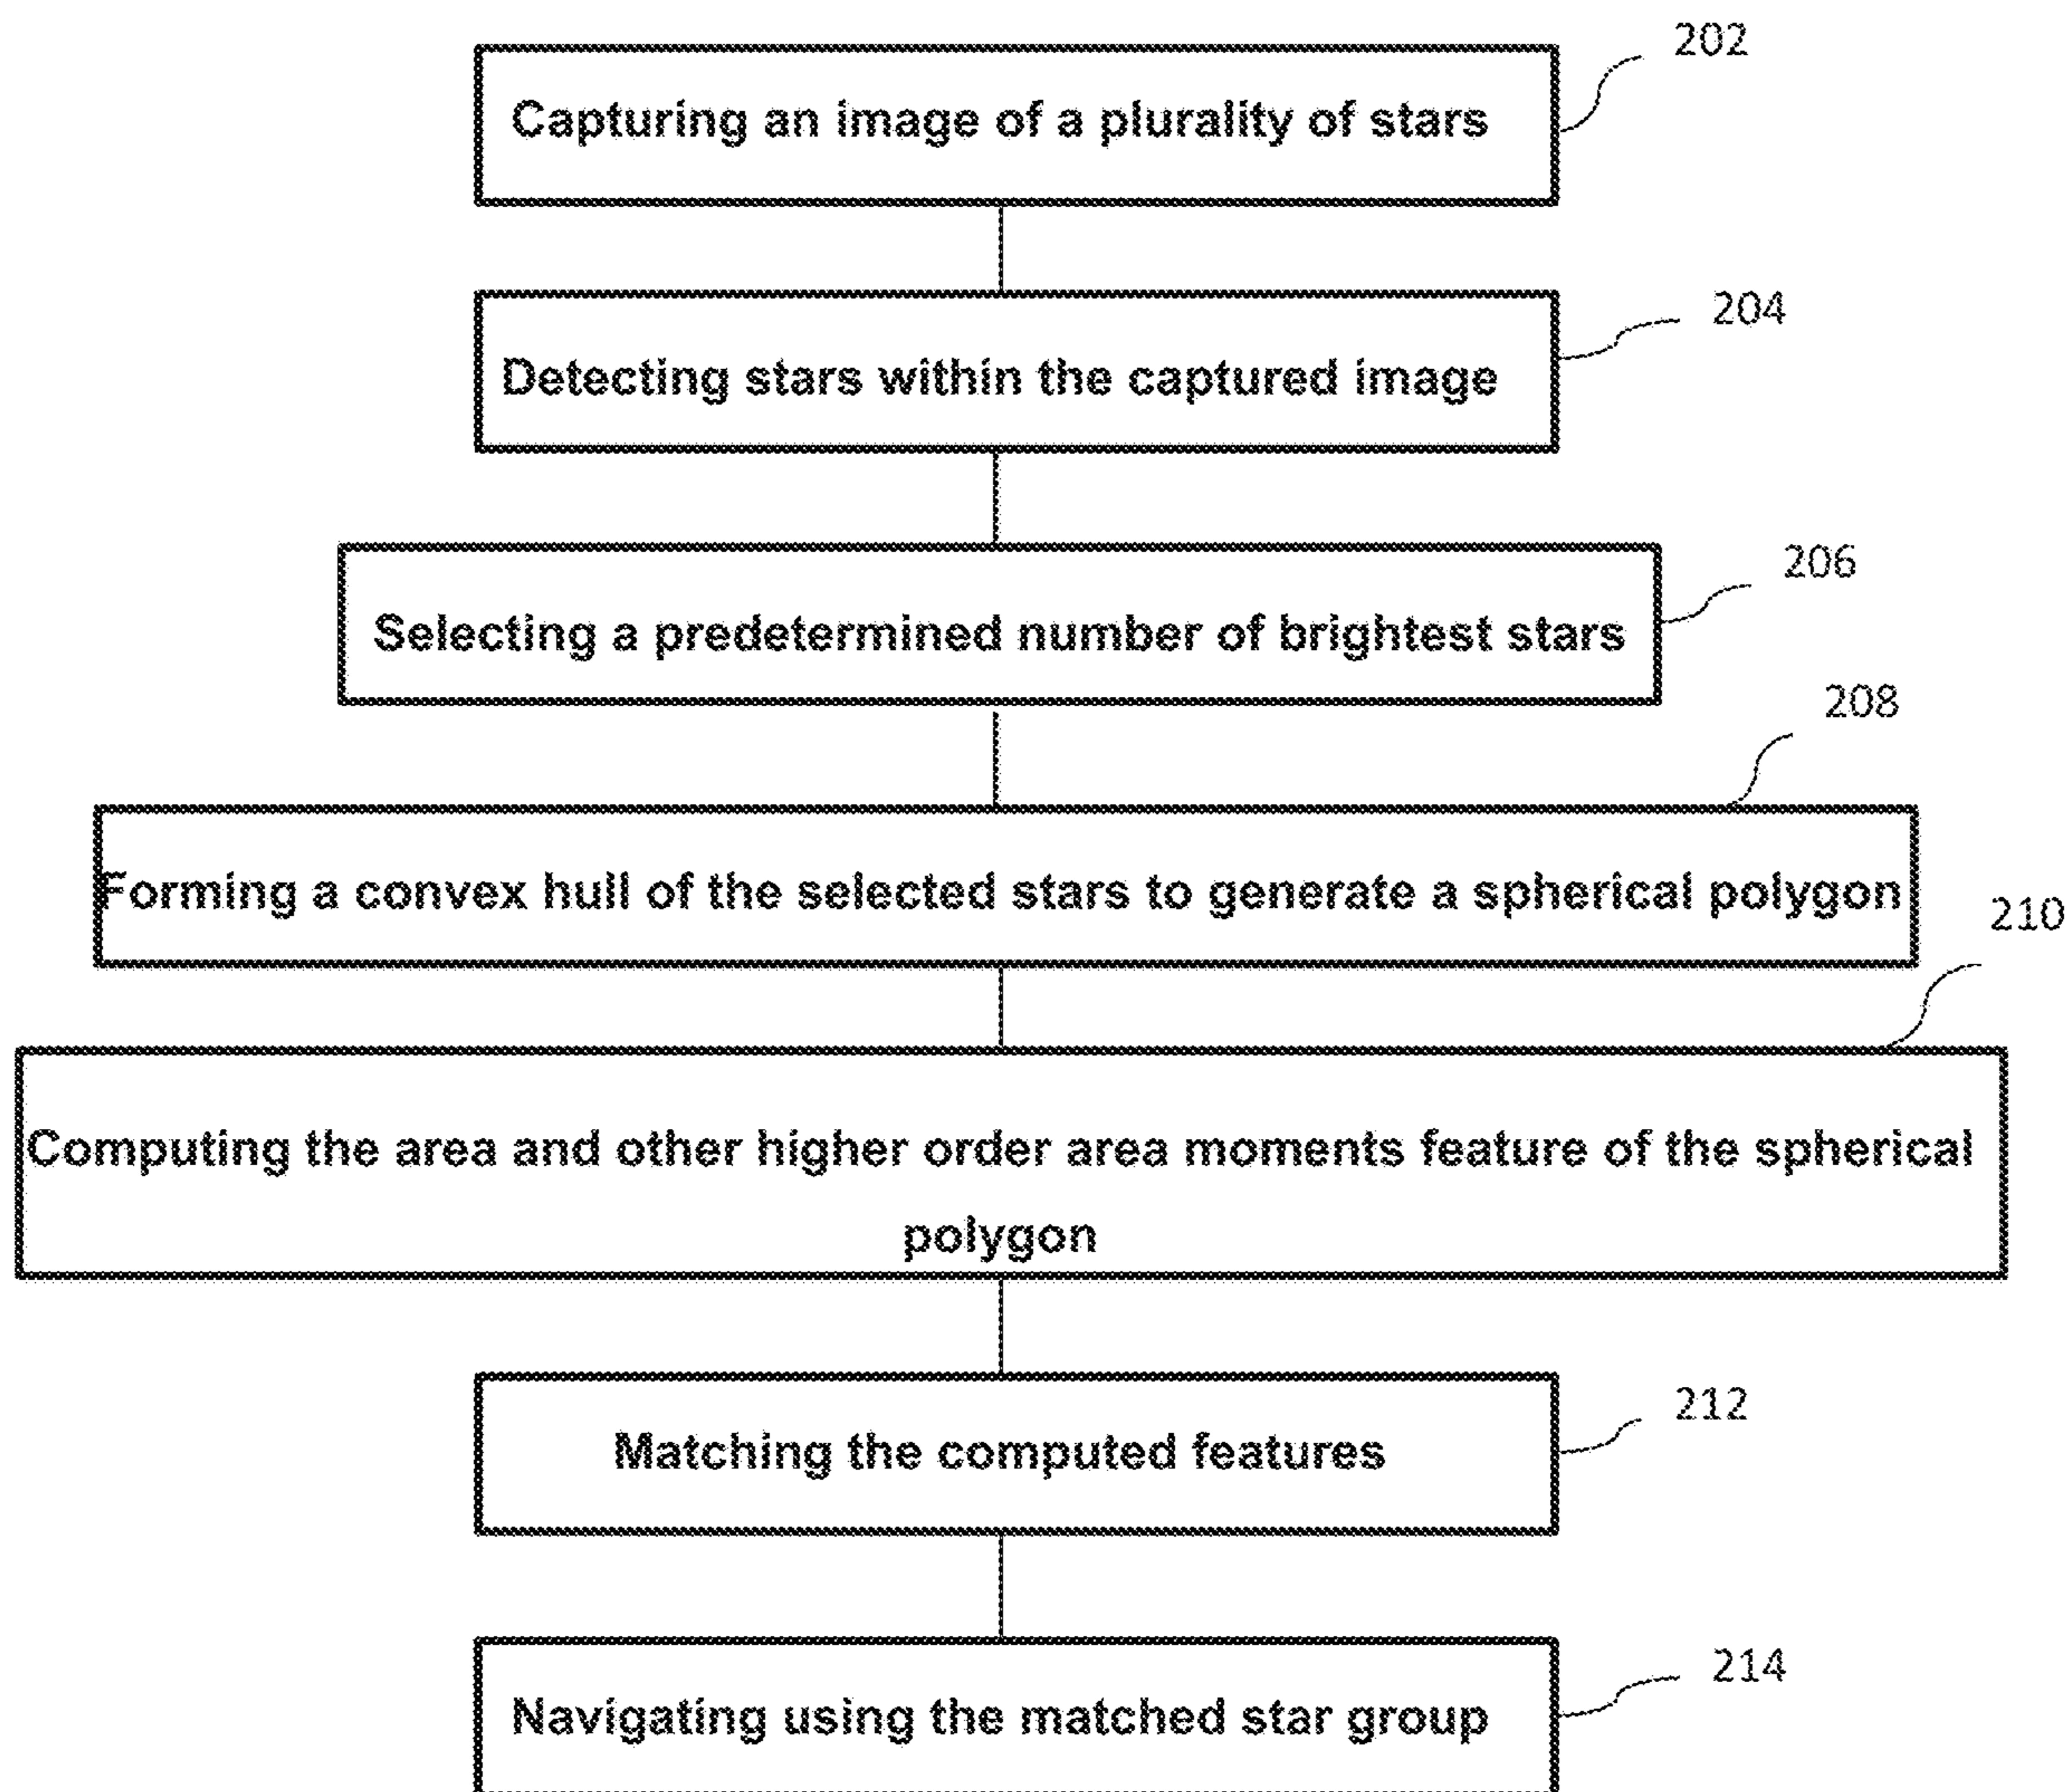 202
Capturing an image of a plurality of stars
204
Detecting stars within the captured image
206
Selecting a predetermined number of brightest stars
208
Forming a convex hull of the selected stars to generate a spherical polygon
210
Computing the area and other higher order area moments feature of the spherical
polygon
212
Matching the computed features
214
Navigating using the matched star group